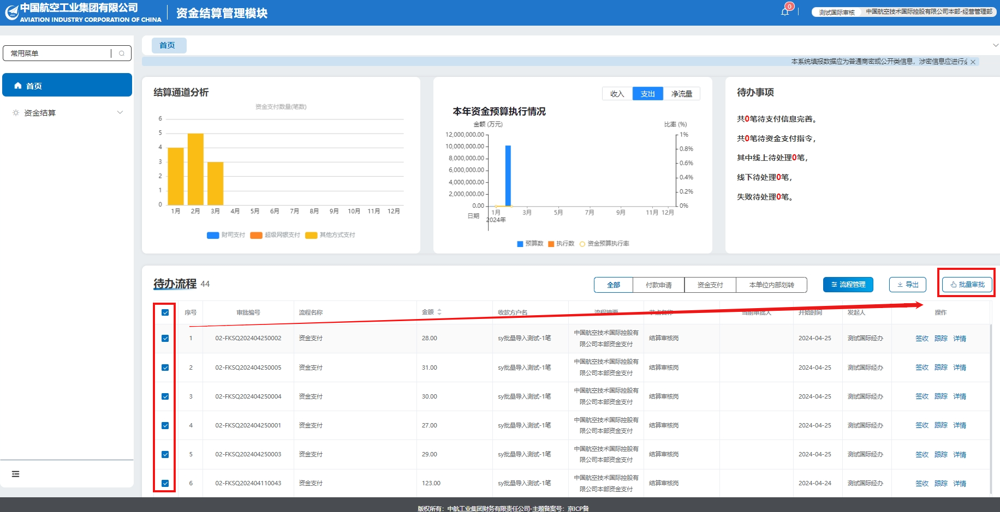 中国航空工业集团有限公司
AVIATION INDUSTRY CORPORATION OF CHINA
资金结算管理模块
0
测试国际审核
中国航空技术国际控股有限公司本部-经营管理部
常用菜单
首页
资金结算
首页
本系统填报数据应为普通商密或公开类信息，涉密信息应进行
结算通道分析
资金支付数量(笔数)
6
5
4
3
2
1
0
1月 2月 3月 4月 5月 6月 7月 8月 9月 10月 11月 12月
财司支付 超级网银支付 其他方式支付
收入 支出 净流量
本年资金预算执行情况
金额 (万元) 比率 (%)
12,000,000.00 1%
10,000,000.00 0.8%
8,000,000.00 0.6%
6,000,000.00 0.4%
4,000,000.00 0.2%
2,000,000.00 0%
0.00
日期 1月 3月 5月 7月 9月 11月 12月
2024年
预算数 执行数 资金预算执行率
待办事项
共0笔待支付信息完善。
共0笔待资金支付指令，
其中线上待处理0笔，
线下待处理0笔，
失败待处理0笔。
待办流程 44
全部 付款申请 资金支付 本单位内部划转 流程管理 导出 批量审批
序号 审批编号 流程名称 金额 收款方户名 流程摘要 节点名称 当前审批人 开始时间 发起人 操作
1 02-FKSQ202404250002 资金支付 28.00 sy批量导入测试-1笔 中国航空技术国际控股有限公司本部资金支付 结算审核岗 2024-04-25 测试国际经办 签收 跟踪 详情
2 02-FKSQ202404250005 资金支付 31.00 sy批量导入测试-1笔 中国航空技术国际控股有限公司本部资金支付 结算审核岗 2024-04-25 测试国际经办 签收 跟踪 详情
3 02-FKSQ202404250004 资金支付 30.00 sy批量导入测试-1笔 中国航空技术国际控股有限公司本部资金支付 结算审核岗 2024-04-25 测试国际经办 签收 跟踪 详情
4 02-FKSQ202404250001 资金支付 27.00 sy批量导入测试-1笔 中国航空技术国际控股有限公司本部资金支付 结算审核岗 2024-04-25 测试国际经办 签收 跟踪 详情
5 02-FKSQ202404250003 资金支付 29.00 sy批量导入测试-1笔 中国航空技术国际控股有限公司本部资金支付 结算审核岗 2024-04-25 测试国际经办 签收 跟踪 详情
6 02-FKSQ202404110043 资金支付 123.00 sy批量导入测试-1笔 中国航空技术国际控股有限公司本部资金支付 结算审核岗 2024-04-24 测试国际经办 签收 跟踪 详情
版权所有：中航工业集团财务有限责任公司-主题备案号：京ICP备